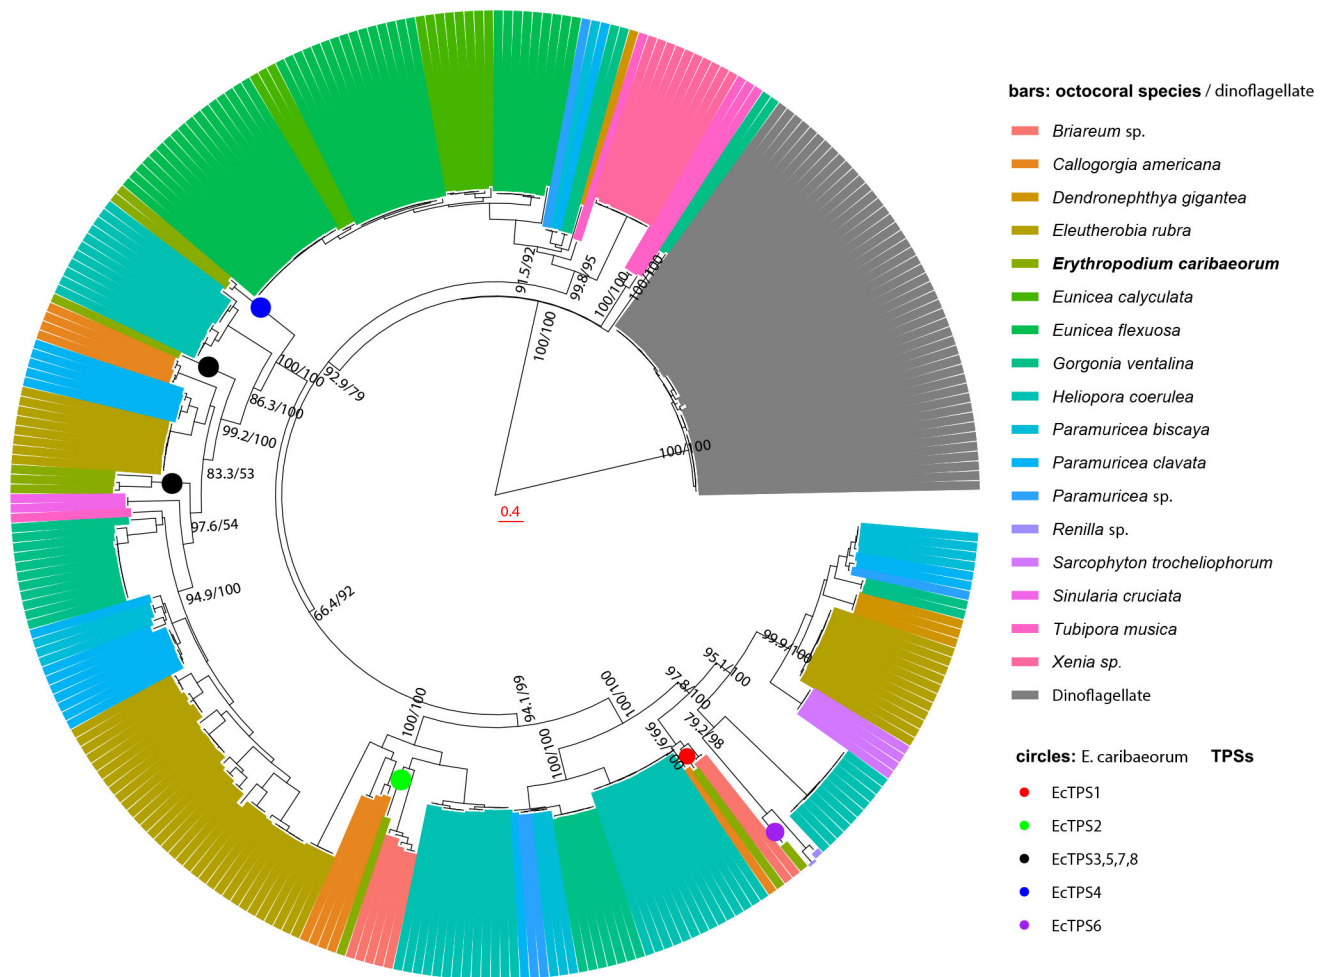 bars: octocoral species / dinoflagellate
Briareum sp.
Callogorgia americana
Dendronephthya gigantea
Eleutherobia rubra
Erythropodium caribaeorum
Eunicea calyculata
Eunicea flexuosa
Gorgonia ventalina
Heliopora coerulea
Paramuricea biscaya
Paramuricea clavata
Paramuricea sp.
Renilla sp.
Sarcophyton trocheliophorum
Sinularia cruciata
Tubipora musica
Xenia sp.
Dinoflagellate
circles: E. caribaeorum TPSs
EcTPS1
EcTPS2
EcTPS3,5,7,8
EcTPS4
EcTPS6
91.5/92
99.8/95
100/100
100/100
100/100
100/100
92.9/79
100/100
86.3/100
99.2/100
83.3/53
97.6/54
94.9/100
66.4/92
0.4
100/100
94.1/99
100/100
100/100
97.8/100
95.1/100
99.9/100
79.2/98
99.9/100